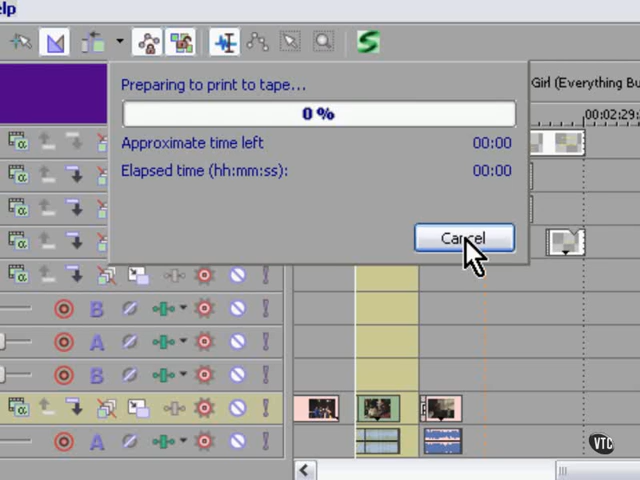 elp
Preparing to print to tape...
0 %
Girl (Everything Bu
00:02:29:
Approximate time left 00:00
Elapsed time (hh:mm:ss): 00:00
Cancel
B
A
B
A
VTC